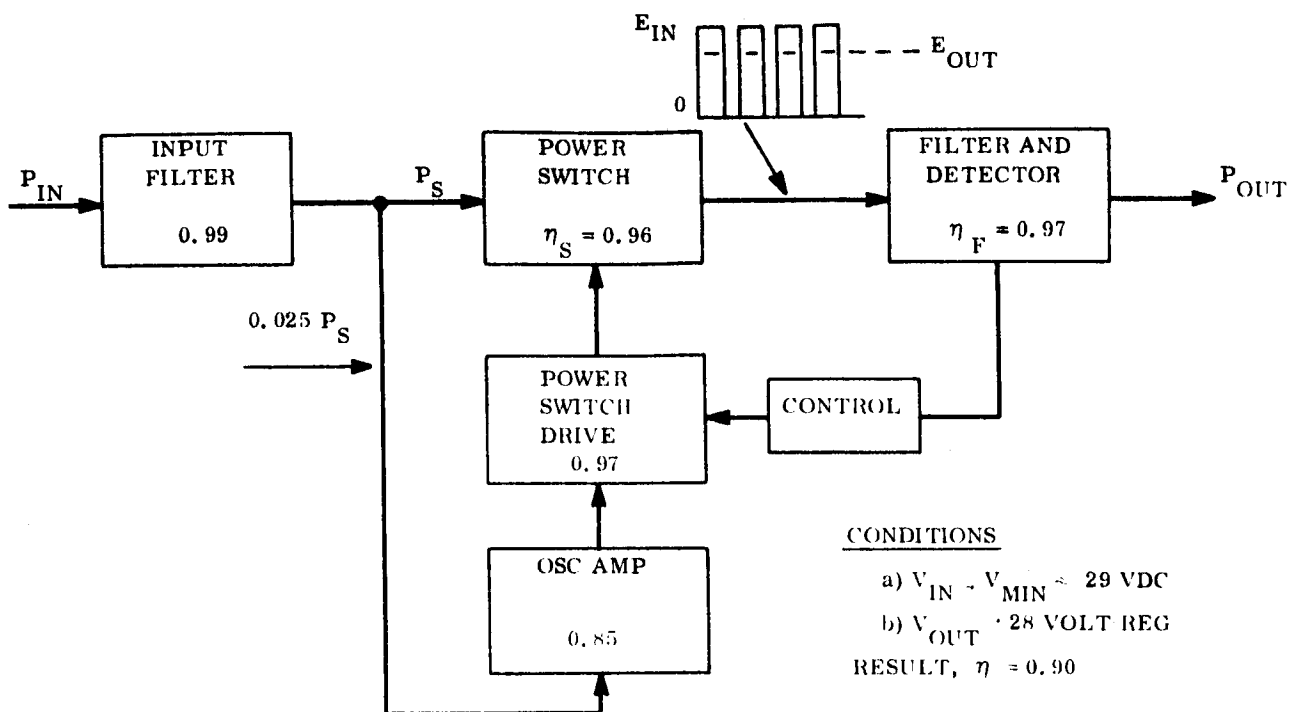 E_IN
E_OUT
0
INPUT
FILTER
0.99
P_IN
P_S
POWER
SWITCH
η_S = 0.96
FILTER AND
DETECTOR
η_F = 0.97
P_OUT
0.025 P_S
POWER
SWITCH
DRIVE
0.97
CONTROL
OSC AMP
0.85
CONDITIONS
a) V_IN - V_MIN = 29 VDC
b) V_OUT · 28 VOLT REG
RESULT, η = 0.90